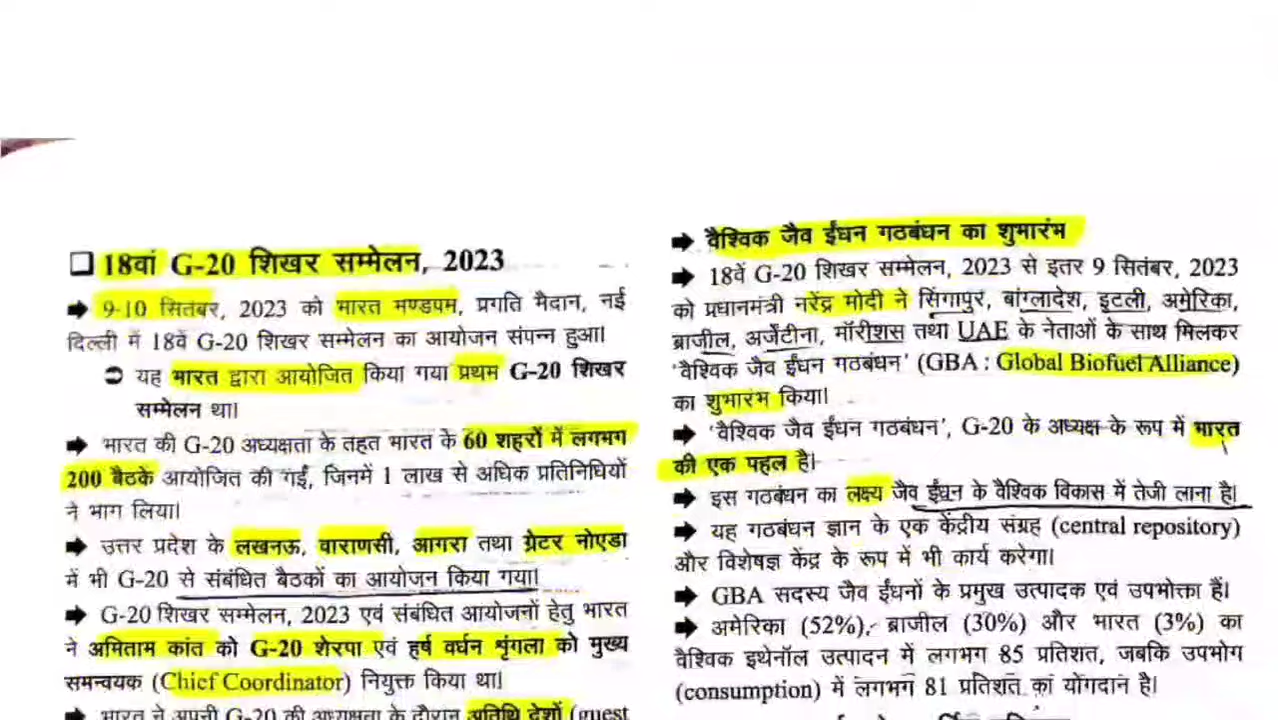 ❑ 18वां G-20 शिखर सम्मेलन, 2023
➡ 9-10 सितंबर, 2023 को भारत मण्डपम, प्रगति मैदान, नई
दिल्ली में 18वें G-20 शिखर सम्मेलन का आयोजन संपन्न हुआ।
➲ यह भारत द्वारा आयोजित किया गया प्रथम G-20 शिखर
सम्मेलन था।
➡ भारत की G-20 अध्यक्षता के तहत भारत के 60 शहरों में लगभग
200 बैठकें आयोजित की गईं, जिनमें 1 लाख से अधिक प्रतिनिधियों
ने भाग लिया।
➡ उत्तर प्रदेश के लखनऊ, वाराणसी, आगरा तथा ग्रेटर नोएडा
में भी G-20 से संबंधित बैठकों का आयोजन किया गया।
➡ G-20 शिखर सम्मेलन, 2023 एवं संबंधित आयोजनों हेतु भारत
ने अमिताभ कांत को G-20 शेरपा एवं हर्ष वर्धन शृंगला को मुख्य
समन्वयक (Chief Coordinator) नियुक्त किया था।
➡ भारत ने अपनी G-20 की अध्यक्षता के दौरान अतिथि देशों (guest
➡ वैश्विक जैव ईंधन गठबंधन का शुभारंभ
➡ 18वें G-20 शिखर सम्मेलन, 2023 से इतर 9 सितंबर, 2023
को प्रधानमंत्री नरेंद्र मोदी ने सिंगापुर, बांग्लादेश, इटली, अमेरिका,
ब्राजील, अर्जेंटीना, मॉरीशस तथा UAE के नेताओं के साथ मिलकर
'वैश्विक जैव ईंधन गठबंधन' (GBA : Global Biofuel Alliance)
का शुभारंभ किया।
➡ 'वैश्विक जैव ईंधन गठबंधन', G-20 के अध्यक्ष के रूप में भारत
की एक पहल है।
➡ इस गठबंधन का लक्ष्य जैव ईंधन के वैश्विक विकास में तेजी लाना है।
➡ यह गठबंधन ज्ञान के एक केंद्रीय संग्रह (central repository)
और विशेषज्ञ केंद्र के रूप में भी कार्य करेगा।
➡ GBA सदस्य जैव ईंधनों के प्रमुख उत्पादक एवं उपभोक्ता हैं।
➡ अमेरिका (52%), ब्राजील (30%) और भारत (3%) का
वैश्विक इथेनॉल उत्पादन में लगभग 85 प्रतिशत, जबकि उपभोग
(consumption) में लगभग 81 प्रतिशत का योगदान है।